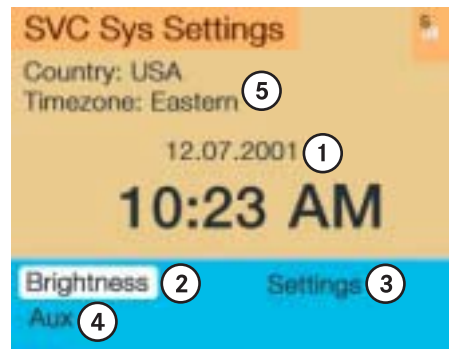 SVC Sys Settings
Country: USA
Timezone: Eastern 5
12.07.2001 1
10:23 AM
Brightness 2 Settings 3
Aux 4